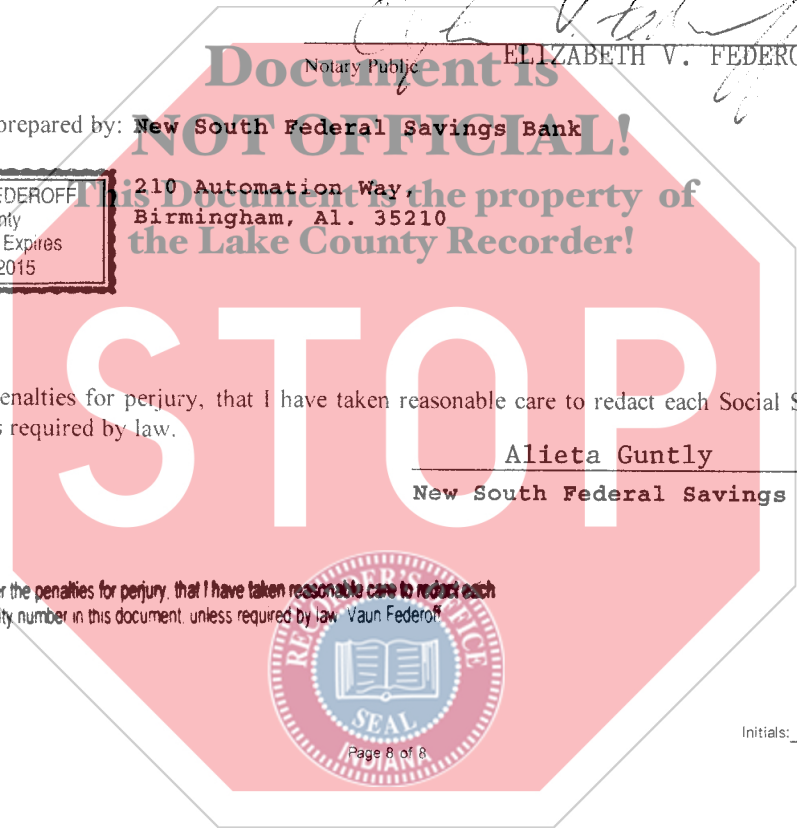 ELIZABETH V. FEDERO
Notary Public
Document is
NOT OFFICIAL!
This Document is the property of
the Lake County Recorder!
prepared by: New South Federal Savings Bank
210 Automation Way,
Birmingham, Al. 35210
EDEROFF
nty
Expires
2015
STOP
enalties for perjury, that I have taken reasonable care to redact each Social S
s required by law.
Alieta Guntly
New South Federal Savings
r the penalties for perjury, that I have taken reasonable care to redact each
ity number in this document, unless required by law. Vaun Federoff
RECORDER'S OFFICE
SEAL
INDIANA
Page 8 of 8
Initials: